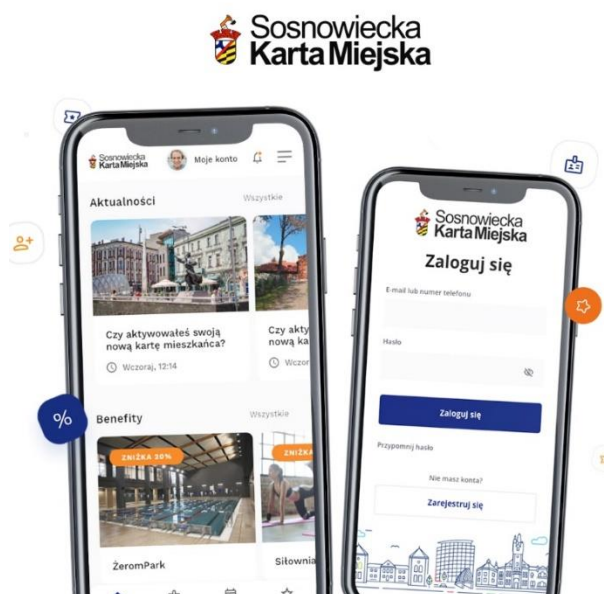 Sosnowiecka
Karta Miejska
Sosnowiecka
Karta Miejska
Moje konto
Aktualności
Wszystkie
Czy aktywowałeś swoją
nową kartę mieszkańca?
Wczoraj, 12:14
Czy akty
nową ka
Wczor
%
Benefity
Wszystkie
ZNIŻKA 20%
ZNIŻKA
ŻeromPark
Siłownia
Sosnowiecka
Karta Miejska
Zaloguj się
E-mail lub numer telefonu
Hasło
Zaloguj się
Przypomnij hasło
Nie masz konta?
Zarejestruj się